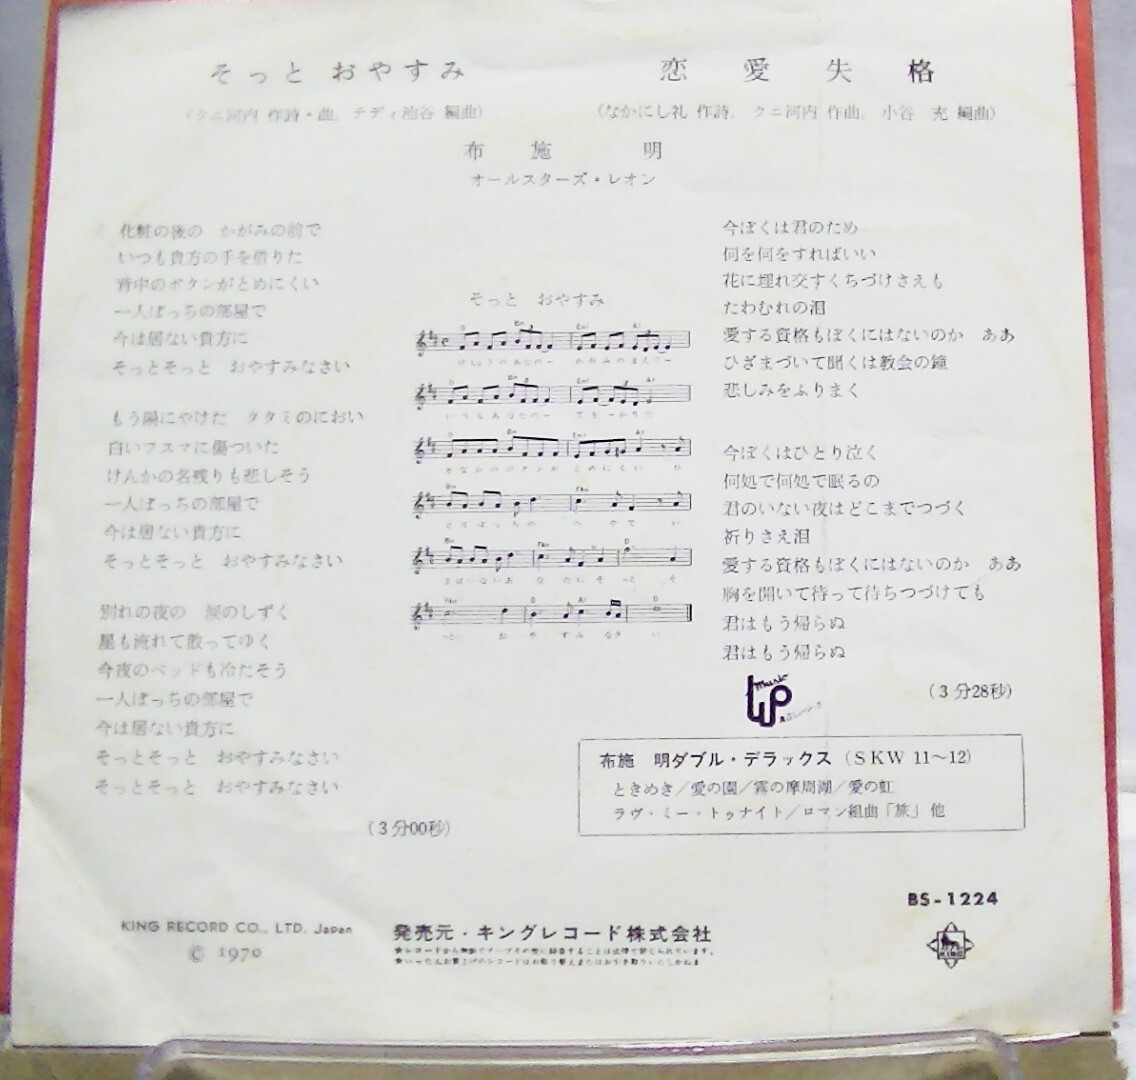 そっと おやすみ
(クニ河内 作詩・曲. テディ池谷 編曲)
恋愛失格
(なかにし礼 作詩. クニ河内 作曲. 小谷 充 編曲)
布施 明
オールスターズ・レオン
化粧の後の かがみの前で
いつも貴方の手を借りた
背中のボタンがとめにくい
一人ぼっちの部屋で
今は居ない貴方に
そっとそっと おやすみなさい
もう陽にやけた タタミのにおい
白いフスマに傷ついた
けんかの名残りも悲しそう
一人ぼっちの部屋で
今は居ない貴方に
そっとそっと おやすみなさい
別れの夜の 涙のしずく
星も流れて散ってゆく
今夜のベッドも冷たそう
一人ぼっちの部屋で
今は居ない貴方に
そっとそっと おやすみなさい
そっとそっと おやすみなさい
(3分00秒)
そっと おやすみ
今ぼくは君のため
何を何をすればいい
花に埋れ交すくちづけさえも
たわむれの泪
愛する資格もぼくにはないのか ああ
ひざまづいて聞くは教会の鐘
悲しみをふりまく
今ぼくはひとり泣く
何処で何処で眠るの
君のいない夜はどこまでつづく
祈りさえ泪
愛する資格もぼくにはないのか ああ
胸を開いて待って待ちつづけても
君はもう帰らぬ
君はもう帰らぬ
(3分28秒)
music
布施 明ダブル・デラックス (SKW 11〜12)
ときめき/愛の園/霧の摩周湖/愛の虹
ラヴ・ミー・トゥナイト/ロマン組曲「旅」他
BS-1224
KING RECORD CO., LTD. Japan
© 1970
発売元・キングレコード株式会社
KING